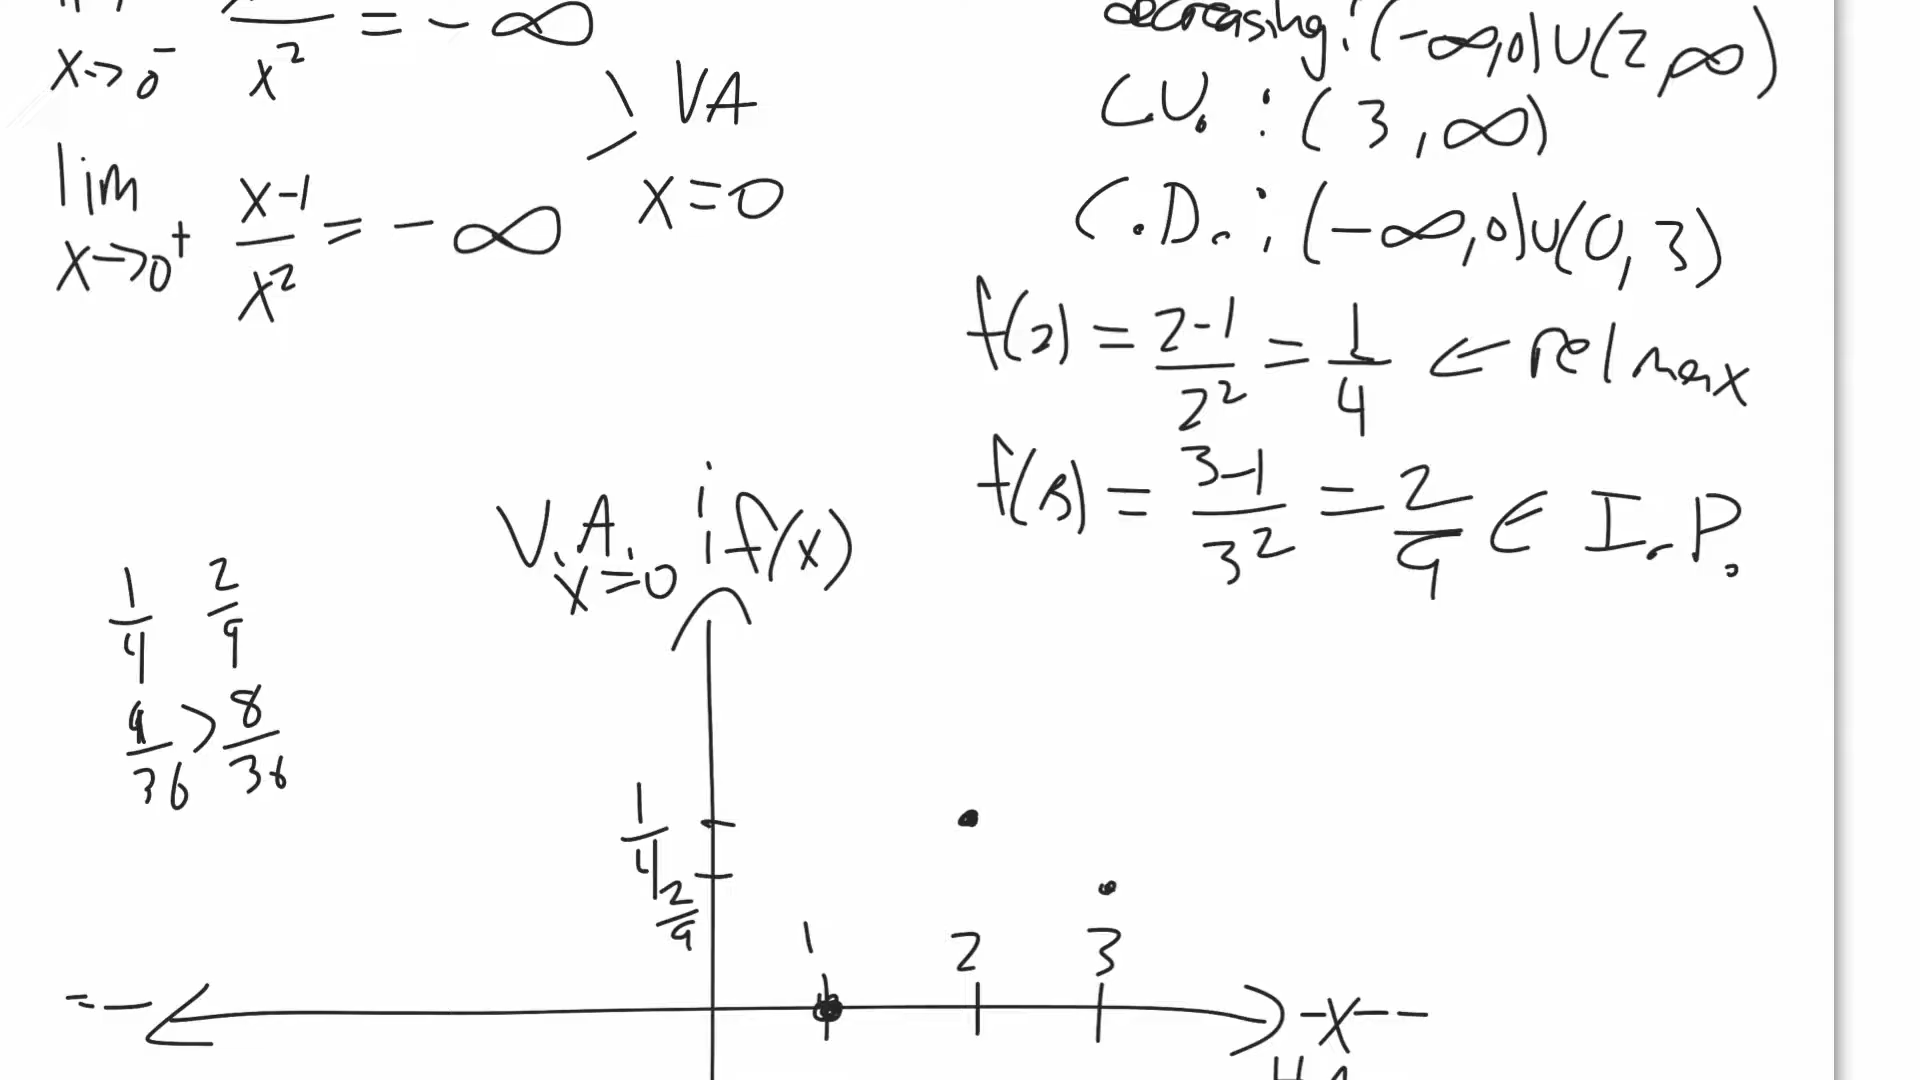 x→0⁻ x² = -∞
VA
x=0
lim x→0⁺ (x-1)/x² = -∞
decreasing: (-∞,0)∪(2,∞)
C.U. : (3,∞)
C.D. : (-∞,0)∪(0,3)
f(2) = (2-1)/2² = 1/4 ← rel max
f(3) = (3-1)/3² = 2/9 ← I.P.
V.A. f(x)
x=0
1/4 2/9
9/36 > 8/36
1/4
2/9
1 2 3
x